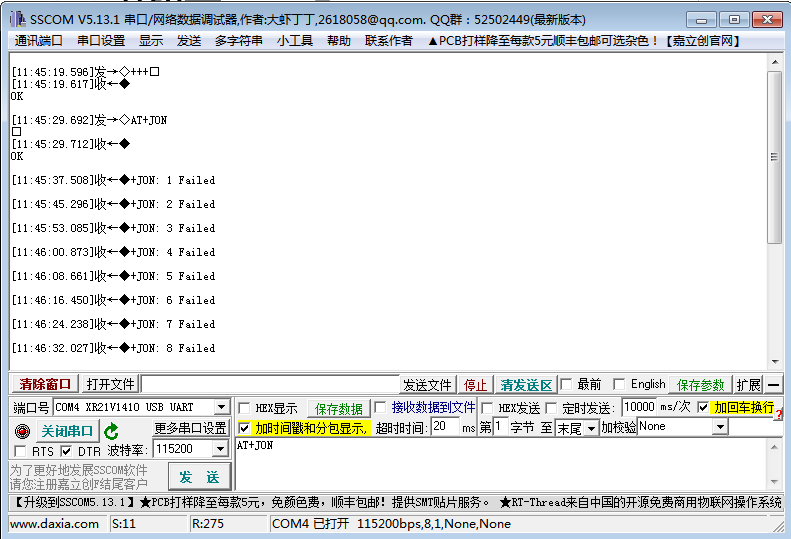 SSCOM V5.13.1 串口/网络数据调试器,作者:大虾丁丁,2618058@qq.com. QQ群：52502449(最新版本)
通讯端口 串口设置 显示 发送 多字符串 小工具 帮助 联系作者 ▲PCB打样降至每款5元顺丰包邮可选杂色！【嘉立创官网】
[11:45:19.596]发→◇+++□
[11:45:19.617]收←◆
OK
[11:45:29.692]发→◇AT+JON
□
[11:45:29.712]收←◆
OK
[11:45:37.508]收←◆+JON: 1 Failed
[11:45:45.296]收←◆+JON: 2 Failed
[11:45:53.085]收←◆+JON: 3 Failed
[11:46:00.873]收←◆+JON: 4 Failed
[11:46:08.661]收←◆+JON: 5 Failed
[11:46:16.450]收←◆+JON: 6 Failed
[11:46:24.238]收←◆+JON: 7 Failed
[11:46:32.027]收←◆+JON: 8 Failed
清除窗口 打开文件 发送文件 停止 清发送区 最前 English 保存参数 扩展 —
端口号 COM4 XR21V1410 USB UART HEX显示 保存数据 接收数据到文件 HEX发送 定时发送: 10000 ms/次 加回车换行
关闭串口 更多串口设置 加时间戳和分包显示, 超时时间: 20 ms 第 1 字节 至 末尾 加校验 None ?
RTS DTR 波特率: 115200 AT+JON
为了更好地发展SSCOM软件
请您注册嘉立创F结尾客户 发 送
【升级到SSCOM5.13.1】★PCB打样降至每款5元，免颜色费，顺丰包邮！提供SMT贴片服务。 ★RT-Thread来自中国的开源免费商用物联网操作系统
www.daxia.com S:11 R:275 COM4 已打开 115200bps,8,1,None,None